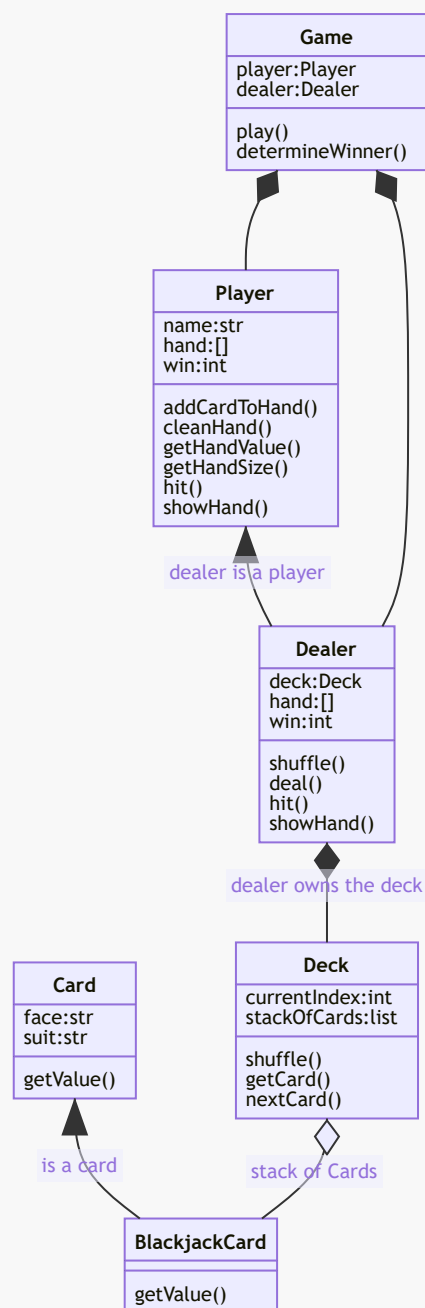 Game
player:Player
dealer:Dealer
play()
determineWinner()
Player
name:str
hand:[]
win:int
addCardToHand()
cleanHand()
getHandValue()
getHandSize()
hit()
showHand()
dealer is a player
Dealer
deck:Deck
hand:[]
win:int
shuffle()
deal()
hit()
showHand()
dealer owns the deck
Card
face:str
suit:str
getValue()
Deck
currentIndex:int
stackOfCards:list
shuffle()
getCard()
nextCard()
is a card
stack of Cards
BlackjackCard
getValue()